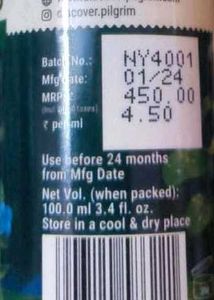 discover.pilgrim
Batch No.: NY4001
Mfg date: 01/24
MRP₹: 450.00
(Incl. of all taxes)
₹ per ml 4.50
Use before 24 months
from Mfg Date
Net Vol. (when packed):
100.0 ml 3.4 fl. oz.
Store in a cool & dry place